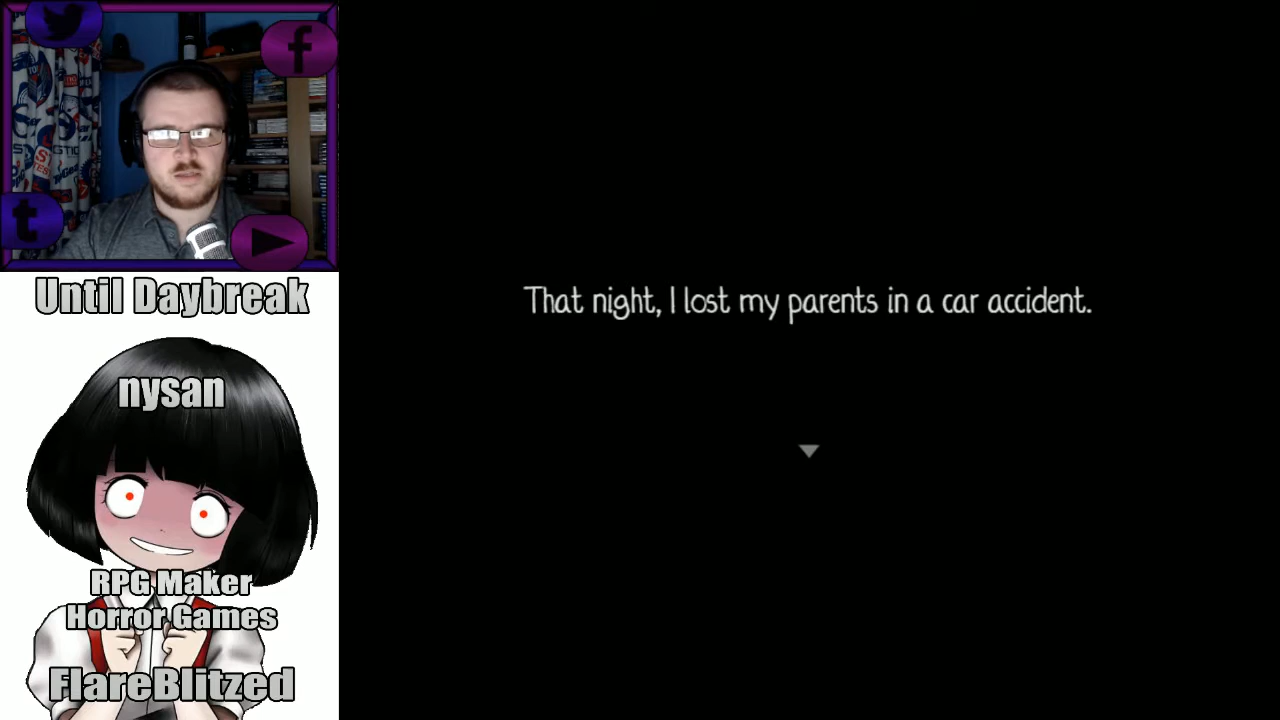 Until Daybreak
nysan
RPG Maker
Horror Games
FlareBlitzed
That night, I lost my parents in a car accident.